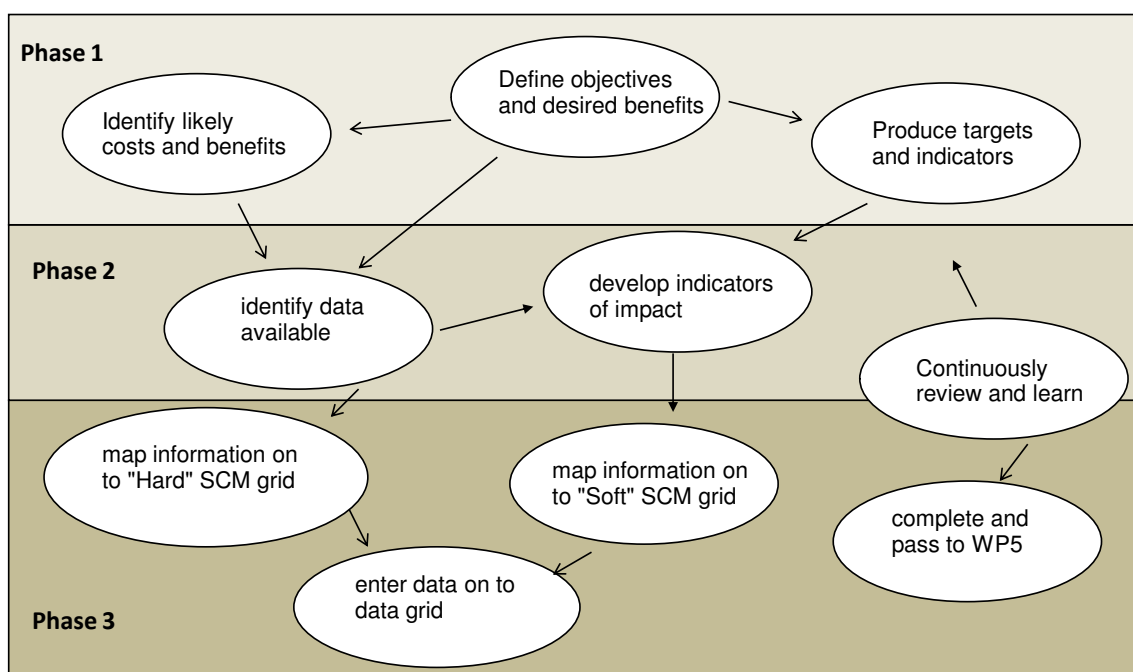 Phase 1
Define objectives
and desired benefits
Identify likely
costs and benefits
Produce targets
and indicators
Phase 2
develop indicators
of impact
identify data
available
Continuously
review and learn
map information on
to "Hard" SCM grid
map information on
to "Soft" SCM grid
complete and
pass to WP5
enter data on to
data grid
Phase 3